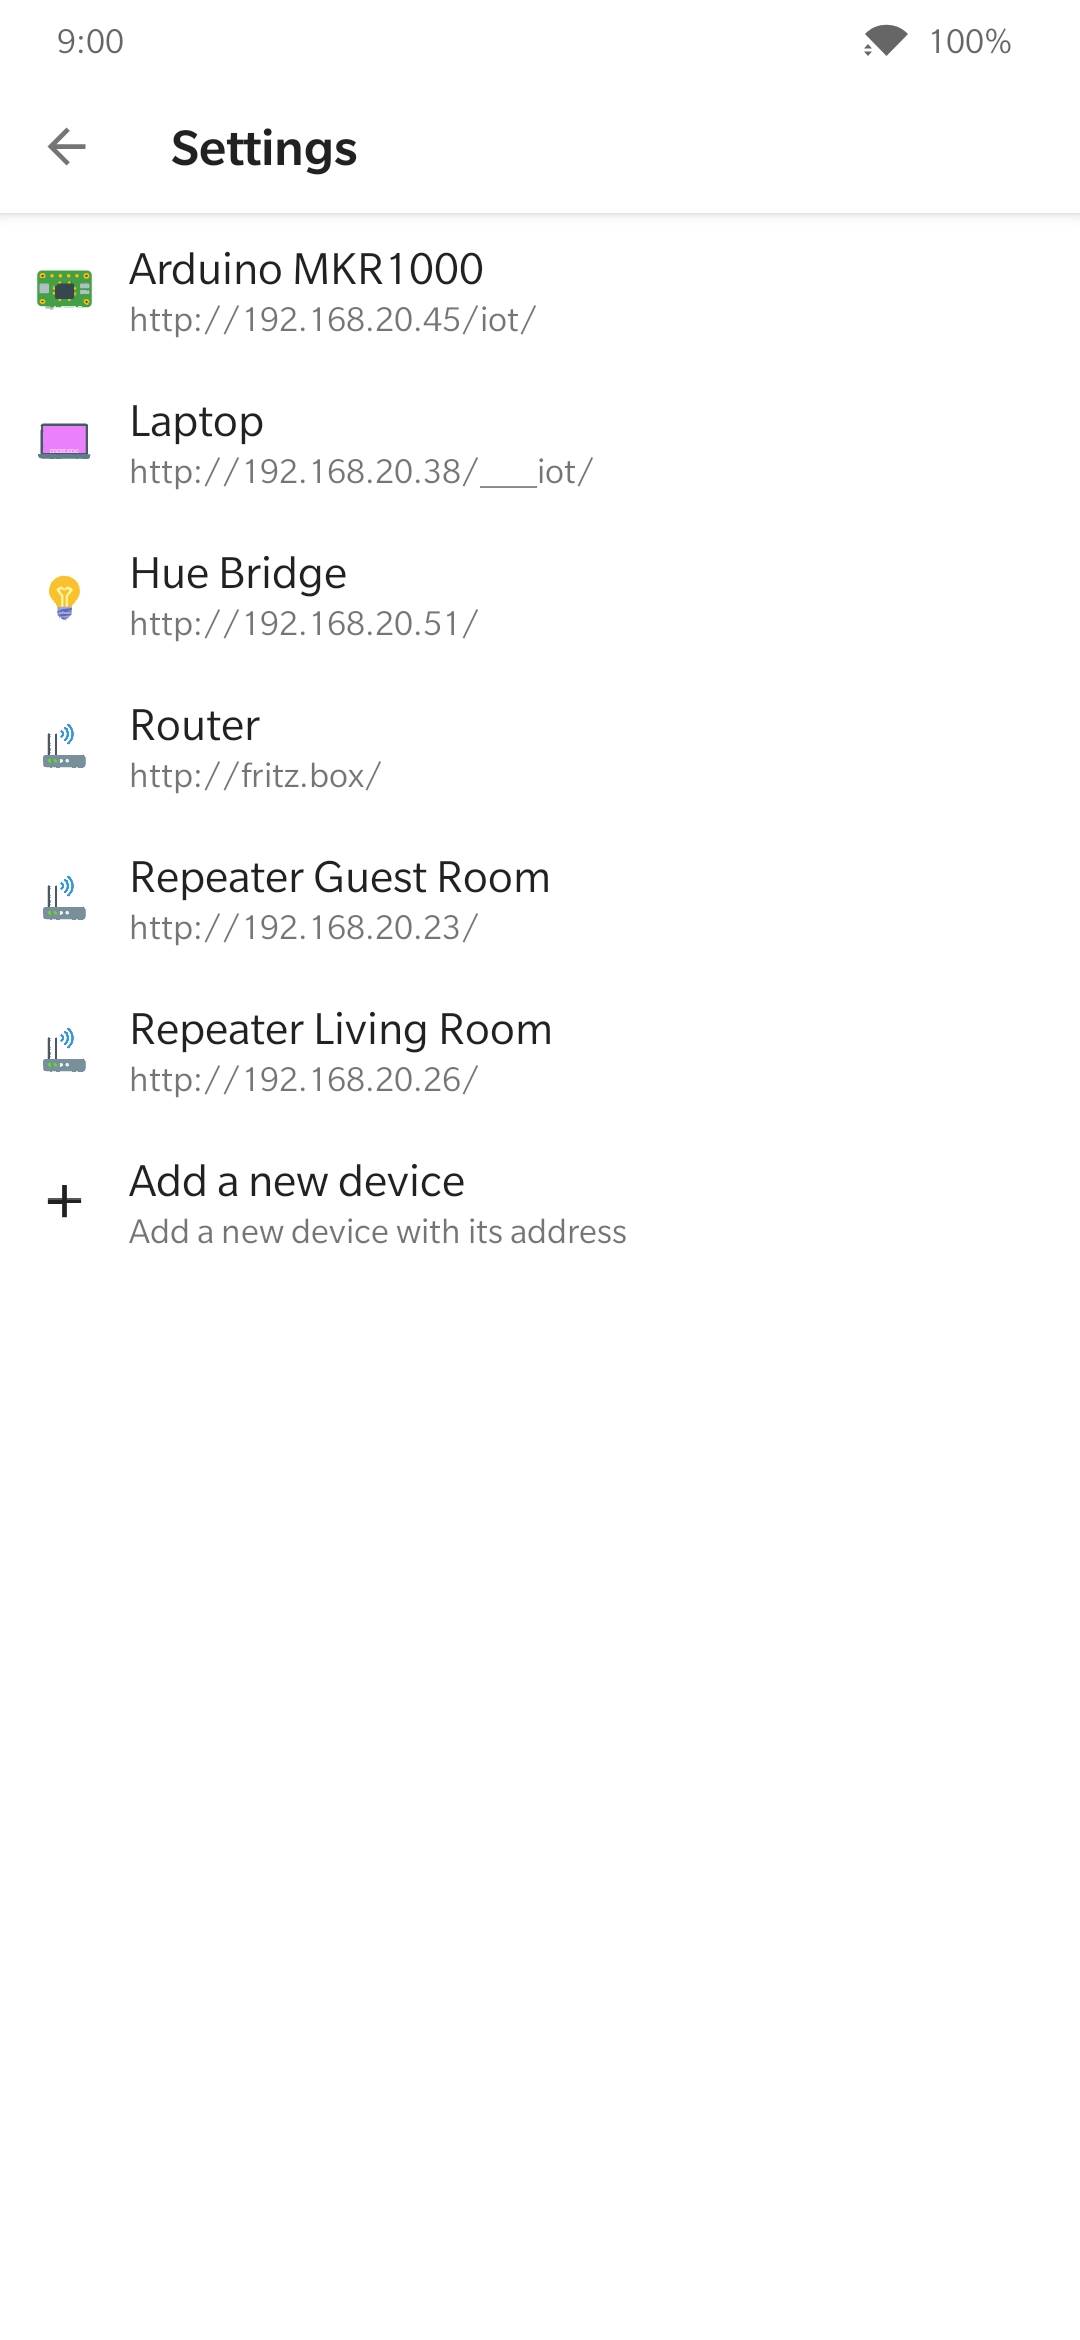 9:00 100%
Settings
Arduino MKR1000
http://192.168.20.45/iot/
Laptop
http://192.168.20.38/___iot/
Hue Bridge
http://192.168.20.51/
Router
http://fritz.box/
Repeater Guest Room
http://192.168.20.23/
Repeater Living Room
http://192.168.20.26/
Add a new device
Add a new device with its address